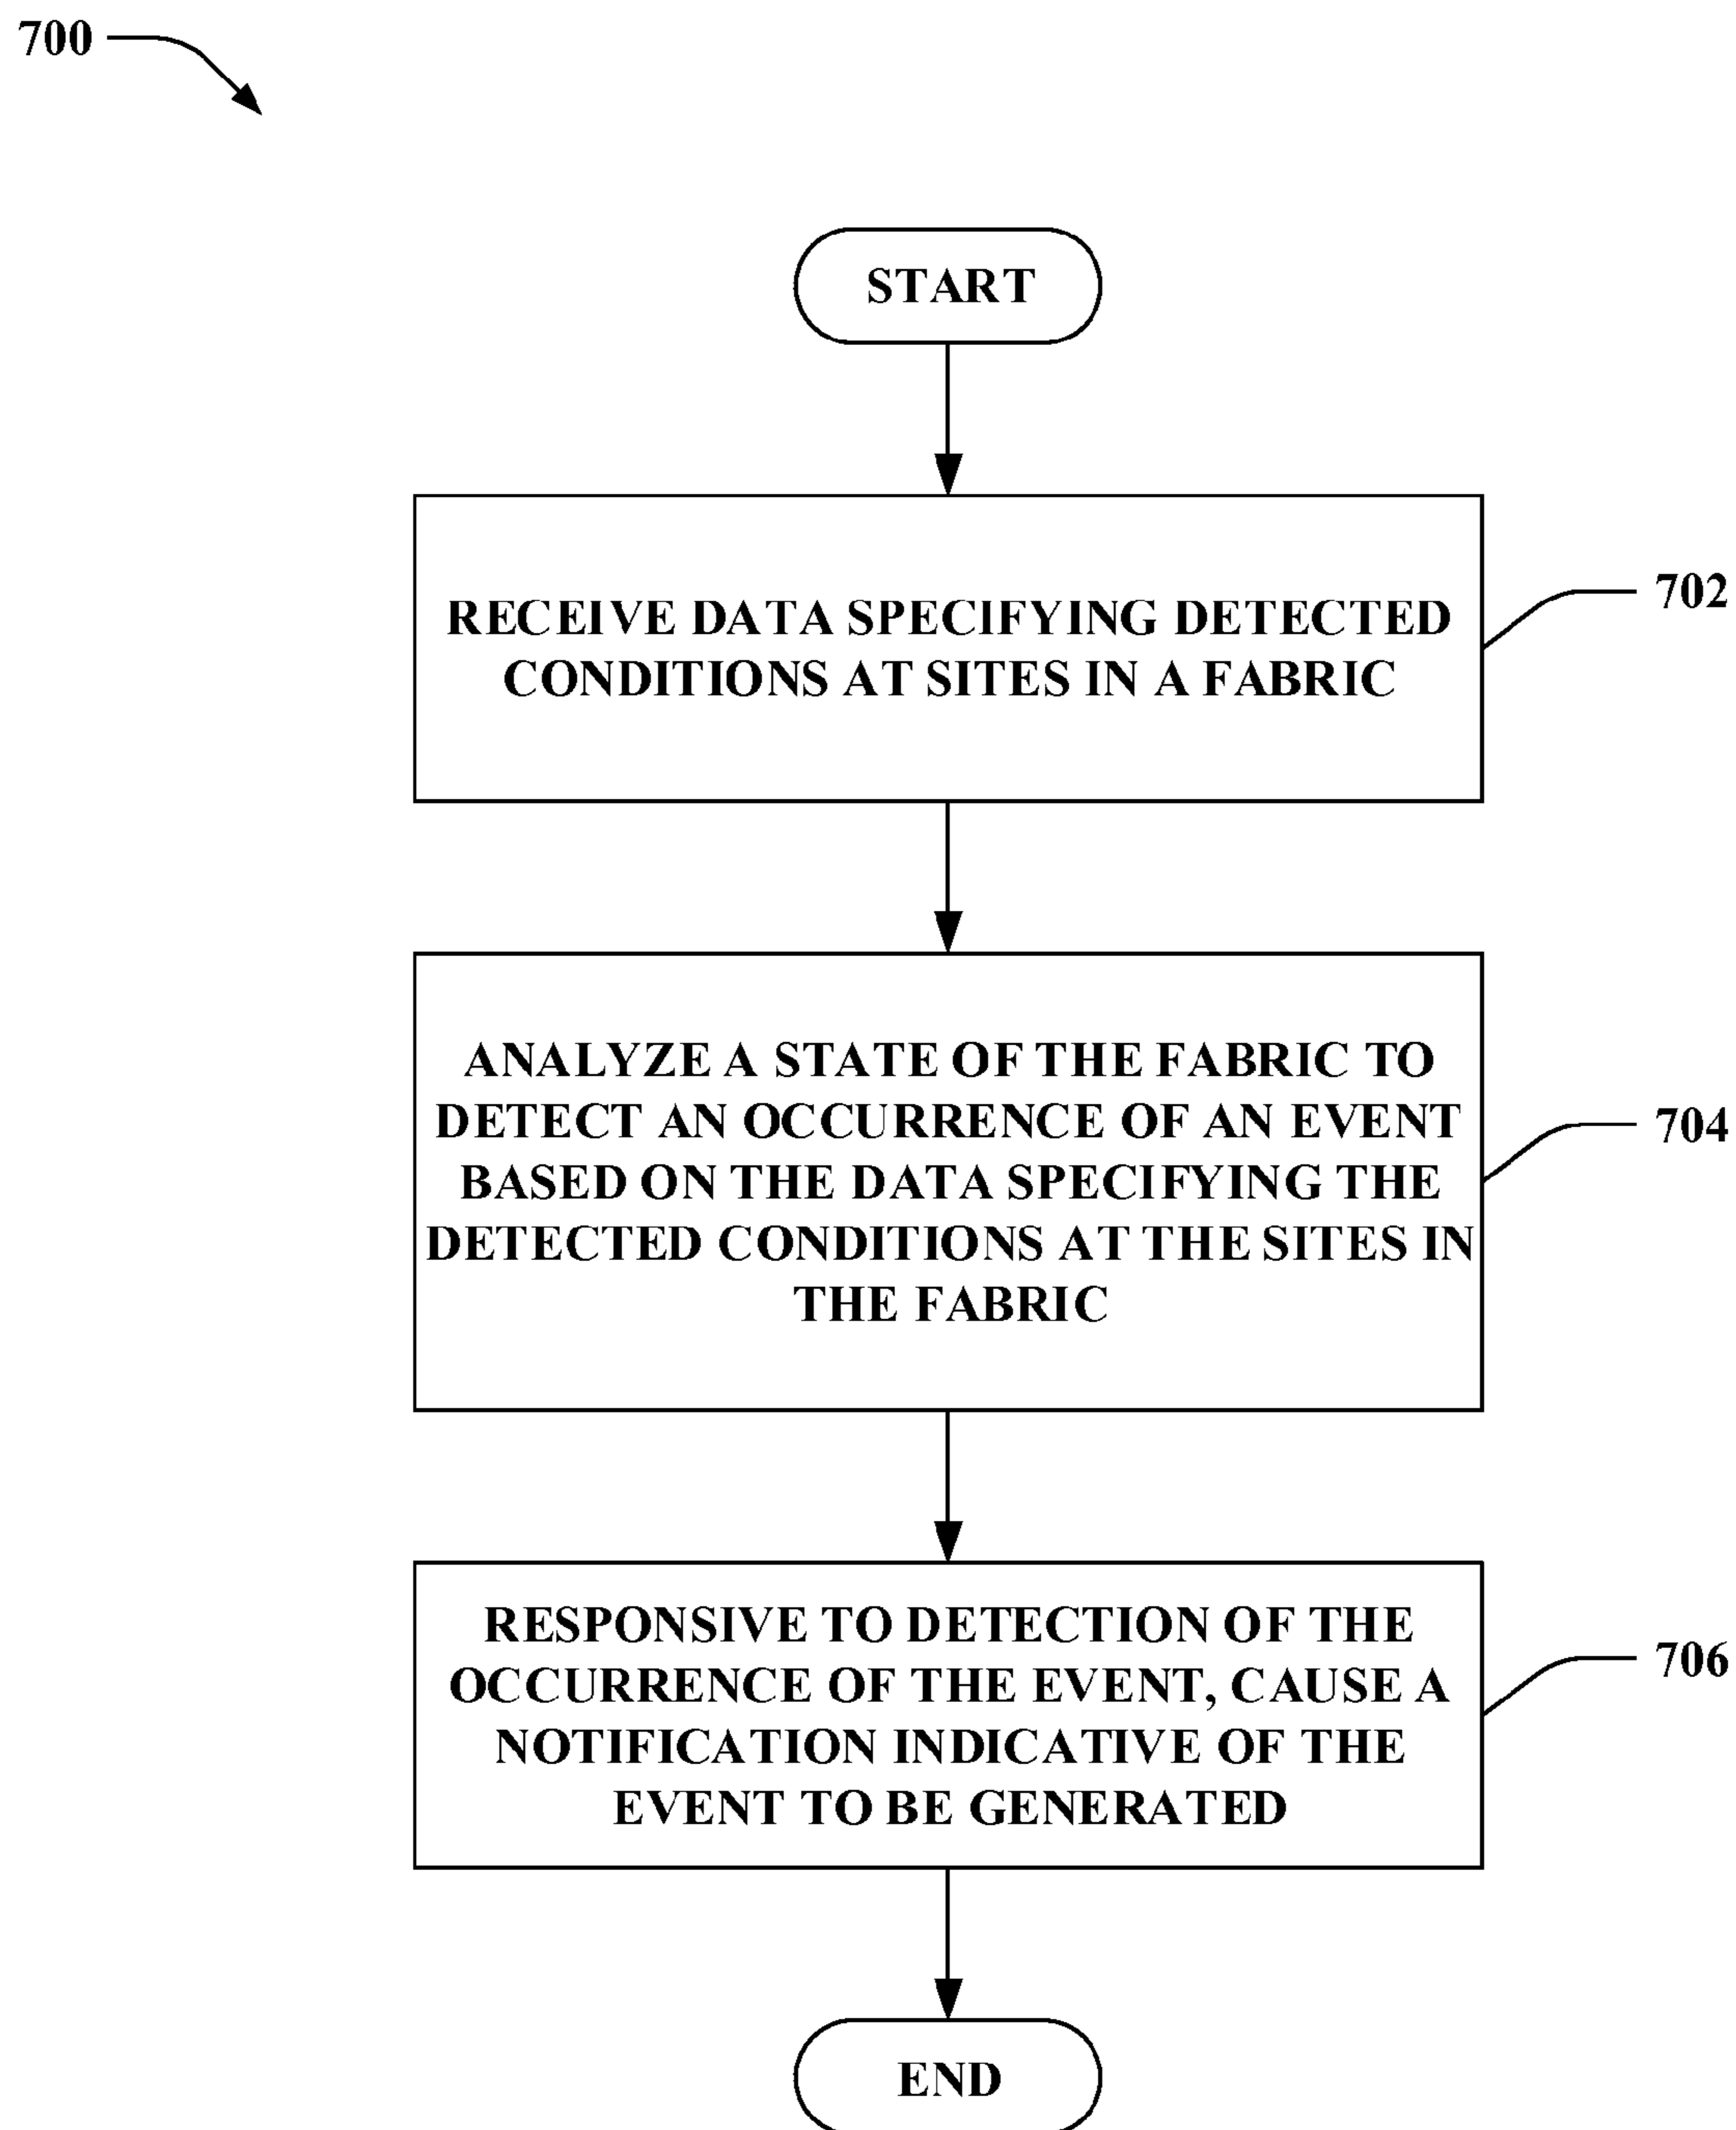 700
START
RECEIVE DATA SPECIFYING DETECTED
CONDITIONS AT SITES IN A FABRIC
702
ANALYZE A STATE OF THE FABRIC TO
DETECT AN OCCURRENCE OF AN EVENT
BASED ON THE DATA SPECIFYING THE
DETECTED CONDITIONS AT THE SITES IN
THE FABRIC
704
RESPONSIVE TO DETECTION OF THE
OCCURRENCE OF THE EVENT, CAUSE A
NOTIFICATION INDICATIVE OF THE
EVENT TO BE GENERATED
706
END